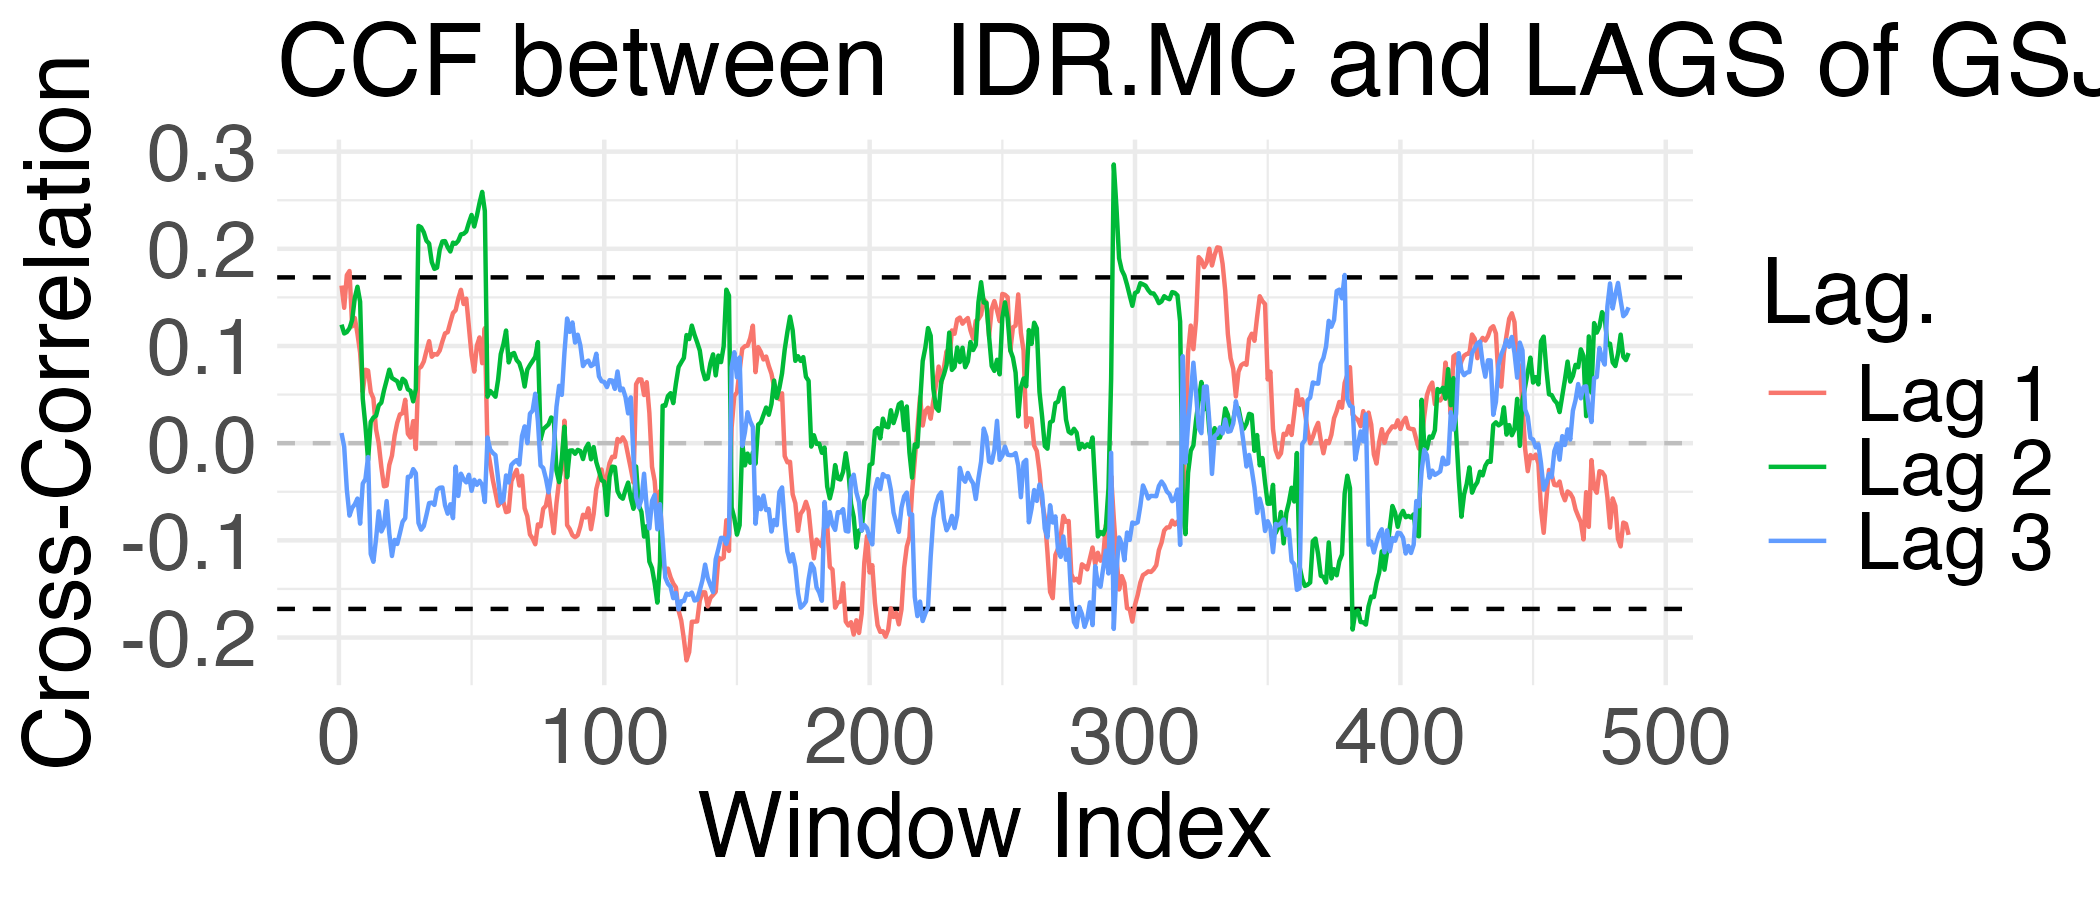 CCF between IDR.MC and LAGS of GSJ
Cross-Correlation
0.3
0.2
0.1
0.0
-0.1
-0.2
0
100
200
300
400
500
Window Index
Lag.
Lag 1
Lag 2
Lag 3